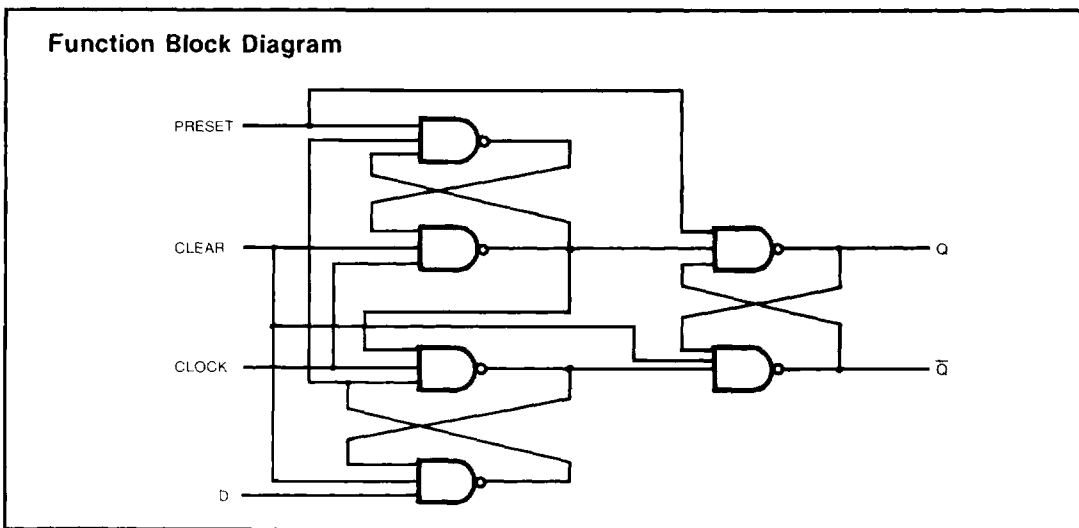 Function Block Diagram
PRESET
CLEAR
Q
CLOCK
Q̅
D